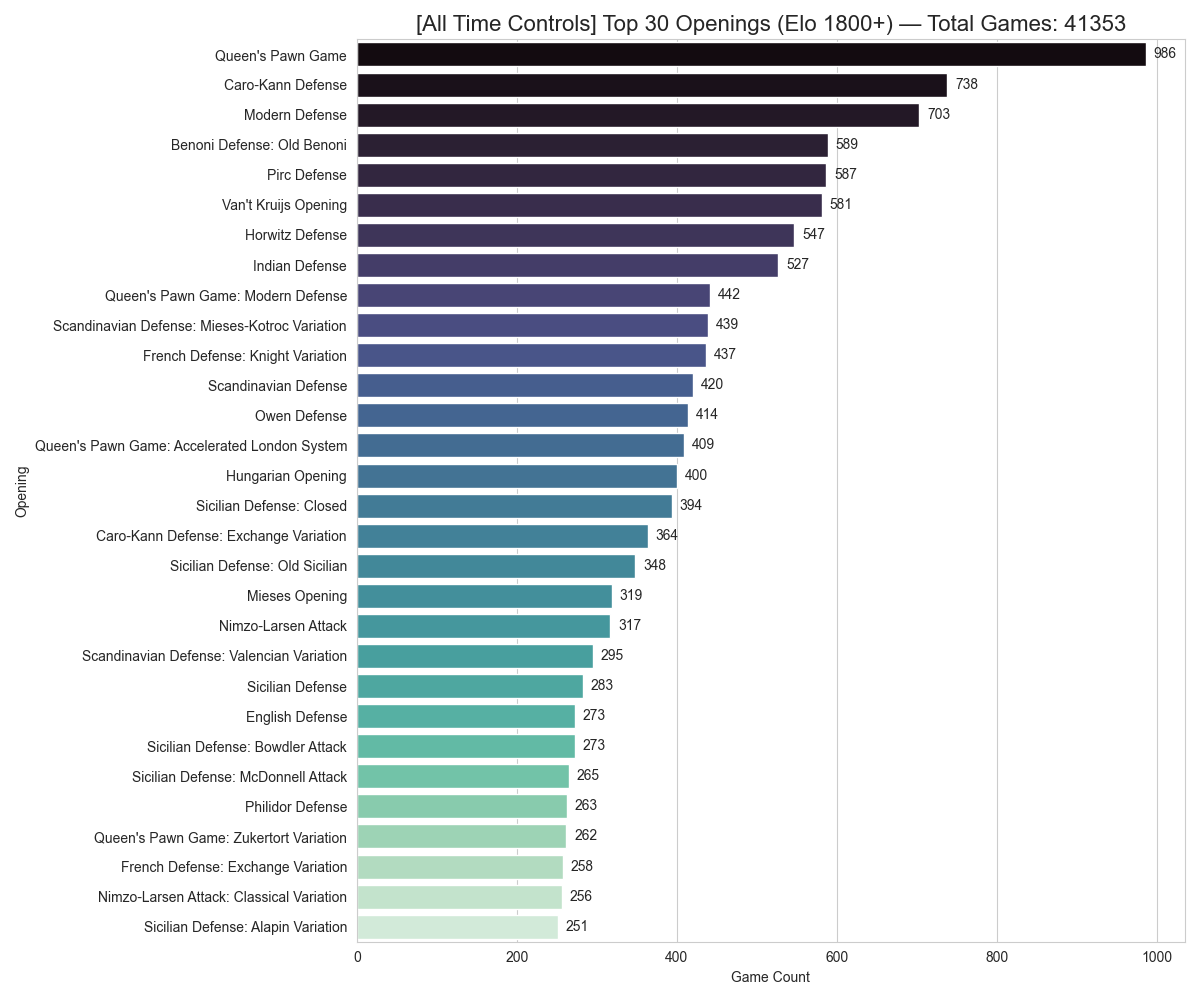 [All Time Controls] Top 30 Openings (Elo 1800+) — Total Games: 41353
Queen's Pawn Game 986
Caro-Kann Defense 738
Modern Defense 703
Benoni Defense: Old Benoni 589
Pirc Defense 587
Van't Kruijs Opening 581
Horwitz Defense 547
Indian Defense 527
Queen's Pawn Game: Modern Defense 442
Scandinavian Defense: Mieses-Kotroc Variation 439
French Defense: Knight Variation 437
Scandinavian Defense 420
Owen Defense 414
Queen's Pawn Game: Accelerated London System 409
Hungarian Opening 400
Sicilian Defense: Closed 394
Caro-Kann Defense: Exchange Variation 364
Sicilian Defense: Old Sicilian 348
Mieses Opening 319
Nimzo-Larsen Attack 317
Scandinavian Defense: Valencian Variation 295
Sicilian Defense 283
English Defense 273
Sicilian Defense: Bowdler Attack 273
Sicilian Defense: McDonnell Attack 265
Philidor Defense 263
Queen's Pawn Game: Zukertort Variation 262
French Defense: Exchange Variation 258
Nimzo-Larsen Attack: Classical Variation 256
Sicilian Defense: Alapin Variation 251
0 200 400 600 800 1000
Game Count
Opening